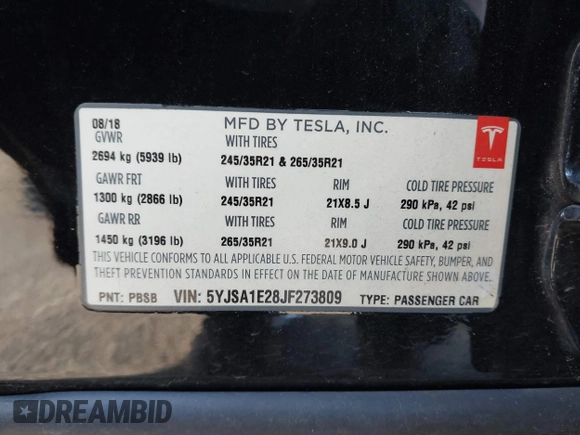 08/18 MFD BY TESLA, INC.
GVWR WITH TIRES
2694 kg (5939 lb) 245/35R21 & 265/35R21
TESLA
GAWR FRT WITH TIRES RIM COLD TIRE PRESSURE
1300 kg (2866 lb) 245/35R21 21X8.5 J 290 kPa, 42 psi
GAWR RR WITH TIRES RIM COLD TIRE PRESSURE
1450 kg (3196 lb) 265/35R21 21X9.0 J 290 kPa, 42 psi
THIS VEHICLE CONFORMS TO ALL APPLICABLE U.S. FEDERAL MOTOR VEHICLE SAFETY, BUMPER, AND
THEFT PREVENTION STANDARDS IN EFFECT ON THE DATE OF MANUFACTURE SHOWN ABOVE.
PNT: PBSB VIN: 5YJSA1E28JF273809 TYPE: PASSENGER CAR
DREAMBID